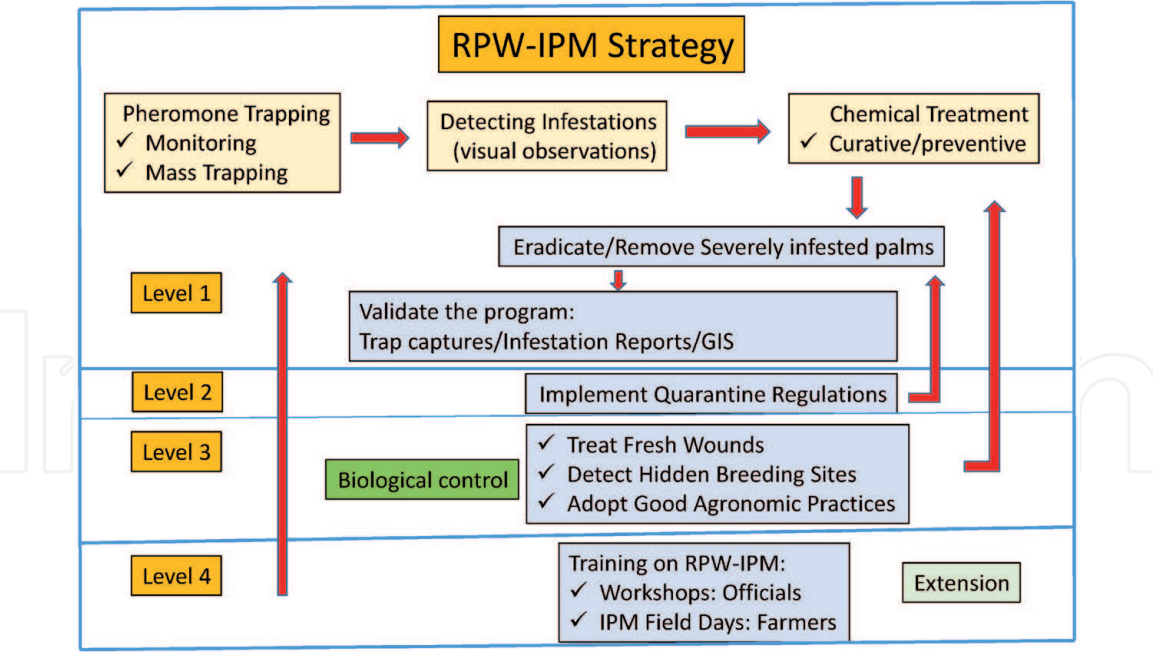 RPW-IPM Strategy
Pheromone Trapping
✓ Monitoring
✓ Mass Trapping
Detecting Infestations
(visual observations)
Chemical Treatment
✓ Curative/preventive
Eradicate/Remove Severely infested palms
Level 1
Validate the program:
Trap captures/Infestation Reports/GIS
Level 2
Implement Quarantine Regulations
Level 3
Biological control
✓ Treat Fresh Wounds
✓ Detect Hidden Breeding Sites
✓ Adopt Good Agronomic Practices
Level 4
Training on RPW-IPM:
✓ Workshops: Officials
✓ IPM Field Days: Farmers
Extension